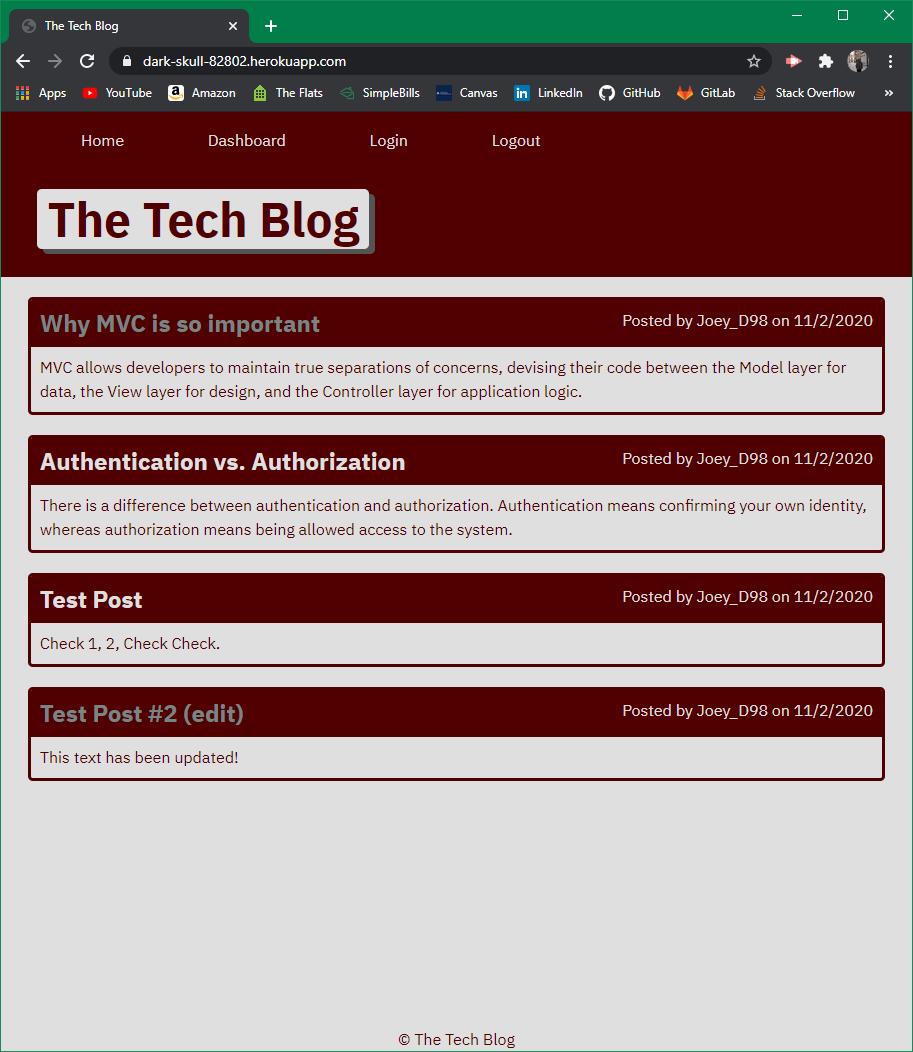 The Tech Blog
dark-skull-82802.herokuapp.com
Apps YouTube Amazon The Flats SimpleBills Canvas LinkedIn GitHub GitLab Stack Overflow »
Home Dashboard Login Logout
The Tech Blog
Why MVC is so important Posted by Joey_D98 on 11/2/2020
MVC allows developers to maintain true separations of concerns, devising their code between the Model layer for
data, the View layer for design, and the Controller layer for application logic.
Authentication vs. Authorization Posted by Joey_D98 on 11/2/2020
There is a difference between authentication and authorization. Authentication means confirming your own identity,
whereas authorization means being allowed access to the system.
Test Post Posted by Joey_D98 on 11/2/2020
Check 1, 2, Check Check.
Test Post #2 (edit) Posted by Joey_D98 on 11/2/2020
This text has been updated!
© The Tech Blog